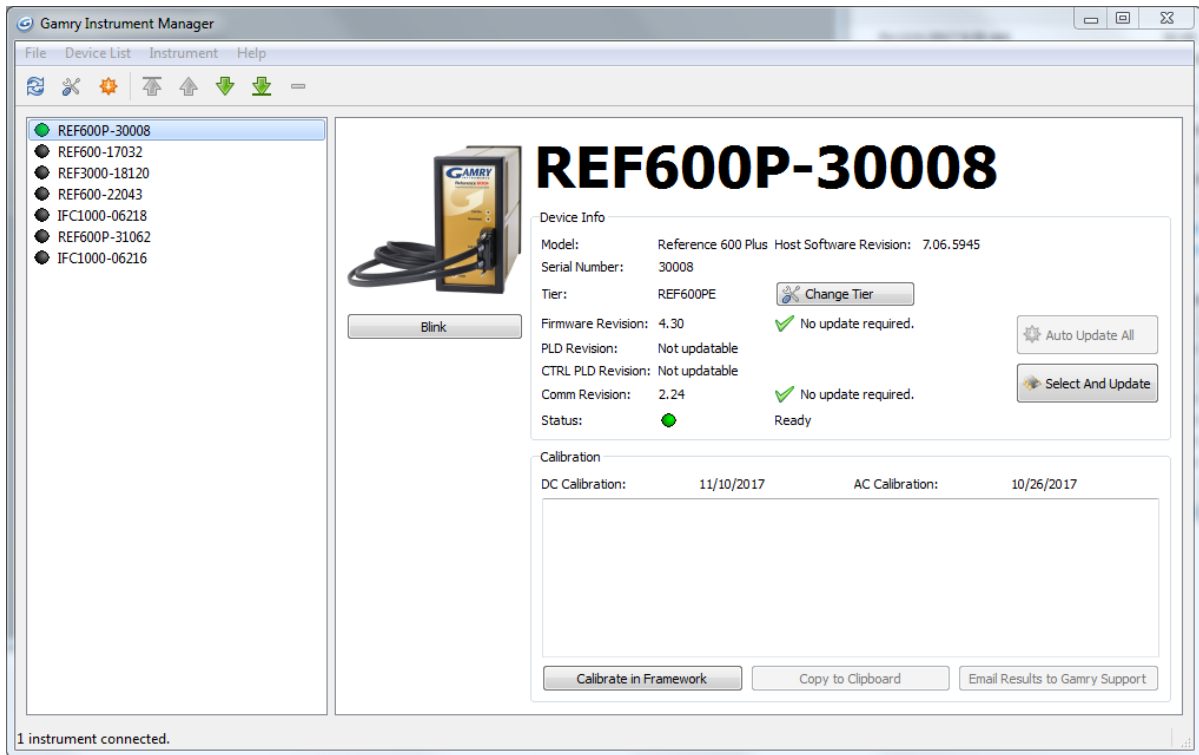 Gamry Instrument Manager
File Device List Instrument Help
REF600P-30008
REF600-17032
REF3000-18120
REF600-22043
IFC1000-06218
REF600P-31062
IFC1000-06216
GAMRY
INSTRUMENTS
Reference 600+
Blink
REF600P-30008
Device Info
Model: Reference 600 Plus Host Software Revision: 7.06.5945
Serial Number: 30008
Tier: REF600PE Change Tier
Firmware Revision: 4.30 No update required.
Auto Update All
PLD Revision: Not updatable
CTRL PLD Revision: Not updatable
Select And Update
Comm Revision: 2.24 No update required.
Status: Ready
Calibration
DC Calibration: 11/10/2017 AC Calibration: 10/26/2017
Calibrate in Framework Copy to Clipboard Email Results to Gamry Support
1 instrument connected.